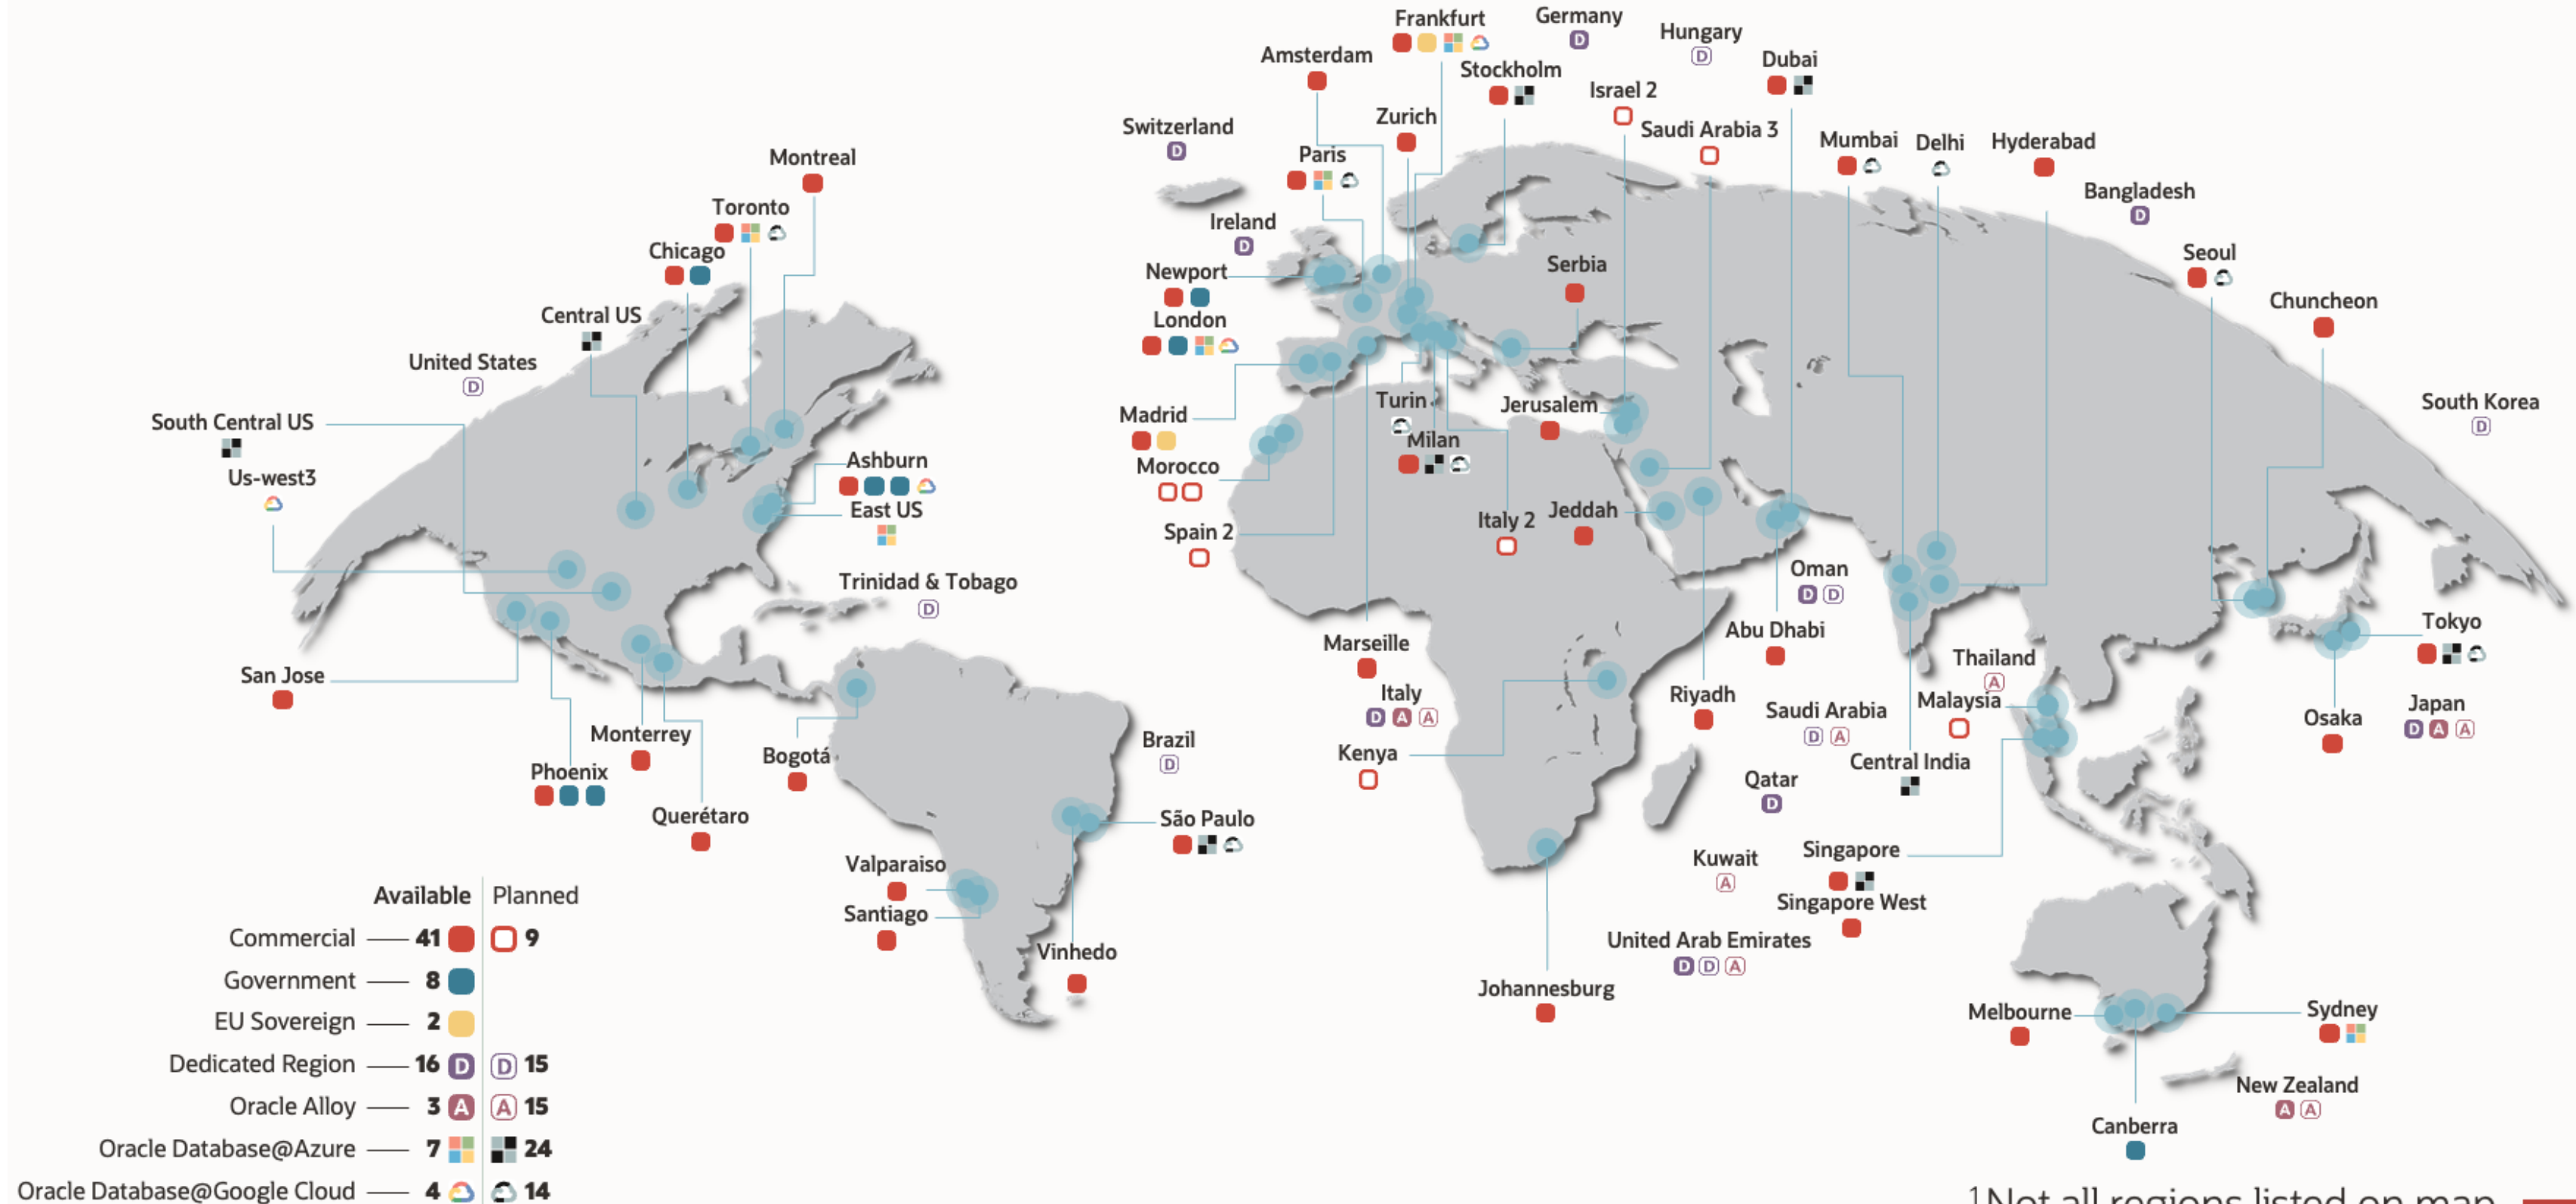 Frankfurt
Germany
Hungary
Amsterdam
D
D
Dubai
Stockholm
Israel 2
Zurich
Switzerland
D
Saudi Arabia 3
Mumbai
Delhi
Hyderabad
Paris
Montreal
Bangladesh
D
Toronto
Ireland
D
Chicago
Seoul
Newport
Serbia
Central US
London
Chuncheon
United States
D
South Central US
Madrid
Turin
Jerusalem
South Korea
D
Milan
Us-west3
Ashburn
Morocco
East US
Spain 2
Italy 2
Jeddah
Trinidad & Tobago
D
Oman
D D
Abu Dhabi
Tokyo
San Jose
Marseille
Thailand
A
Italy
D A A
Riyadh
Malaysia
Saudi Arabia
D A
Japan
D A A
Osaka
Monterrey
Bogotá
Brazil
D
Kenya
Central India
Phoenix
Qatar
D
Querétaro
São Paulo
Valparaiso
Kuwait
A
Singapore
Santiago
Singapore West
Vinhedo
United Arab Emirates
D D A
Johannesburg
Melbourne
Sydney
New Zealand
A A
Canberra
Available Planned
Commercial 41 9
Government 8
EU Sovereign 2
Dedicated Region 16 D D 15
Oracle Alloy 3 A A 15
Oracle Database@Azure 7 24
Oracle Database@Google Cloud 4 14
1Not all regions listed on map